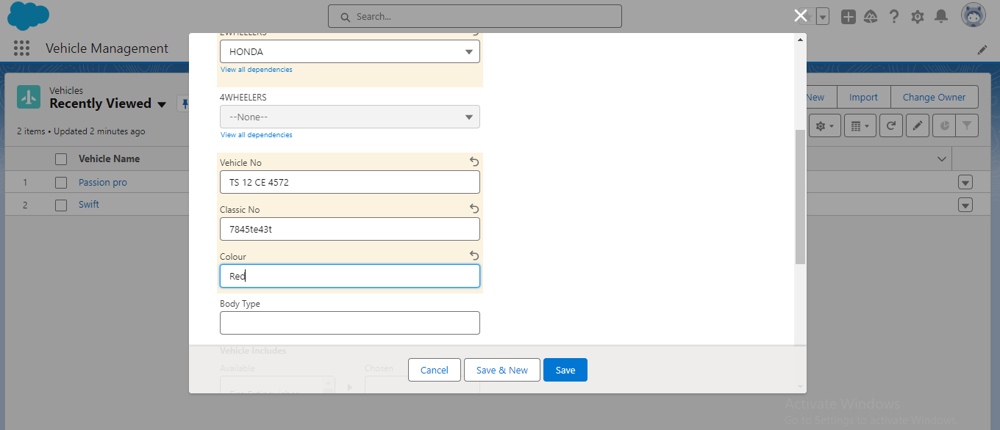 Search...
Vehicle Management
Vehicles
Recently Viewed
New
Import
Change Owner
2 items • Updated 2 minutes ago
Vehicle Name
1
Passion pro
2
Swift
2WHEELERS
HONDA
View all dependencies
4WHEELERS
--None--
View all dependencies
Vehicle No
TS 12 CE 4572
Classic No
7845te43t
Colour
Red
Body Type
Vehicle Includes
Available
Chosen
Cancel
Save & New
Save
Activate Windows
Go to Settings to activate Windows.